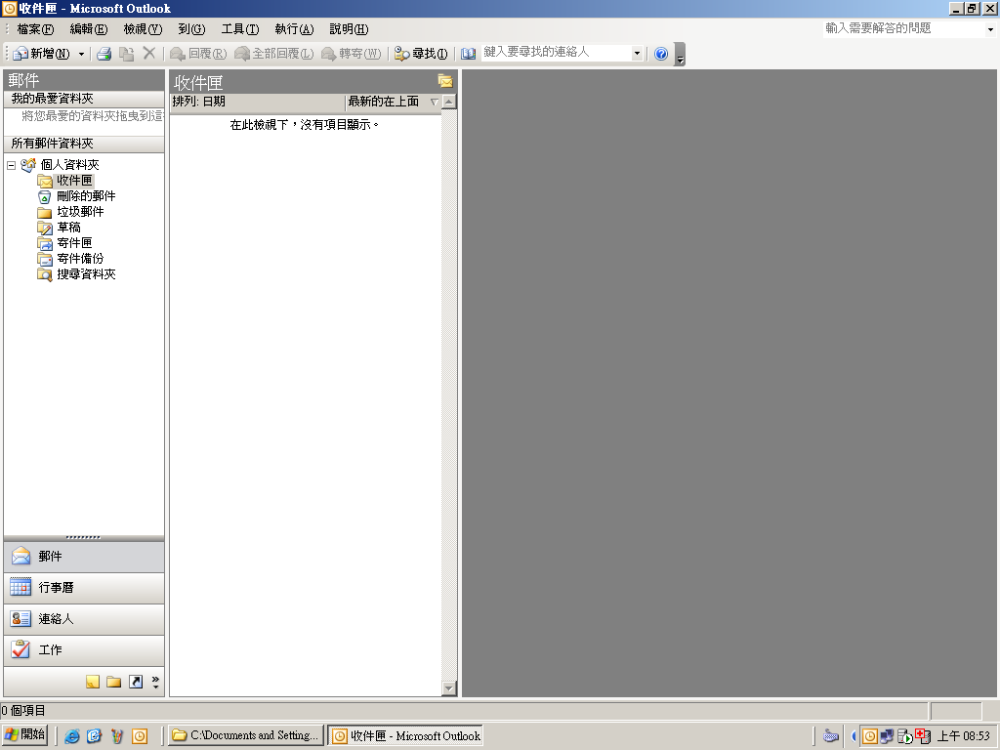 收件匣 - Microsoft Outlook
檔案(F) 編輯(E) 檢視(V) 到(G) 工具(T) 執行(A) 說明(H) 輸入需要解答的問題
新增(N) 回覆(R) 全部回覆(L) 轉寄(W) 尋找(I) 鍵入要尋找的連絡人
郵件
我的最愛資料夾
將您最愛的資料夾拖曳到這
所有郵件資料夾
個人資料夾
收件匣
刪除的郵件
垃圾郵件
草稿
寄件匣
寄件備份
搜尋資料夾
郵件
行事曆
連絡人
工作
收件匣
排列: 日期 最新的在上面
在此檢視下，沒有項目顯示。
0 個項目
開始 C:\Documents and Setting... 收件匣 - Microsoft Outlook 上午 08:53